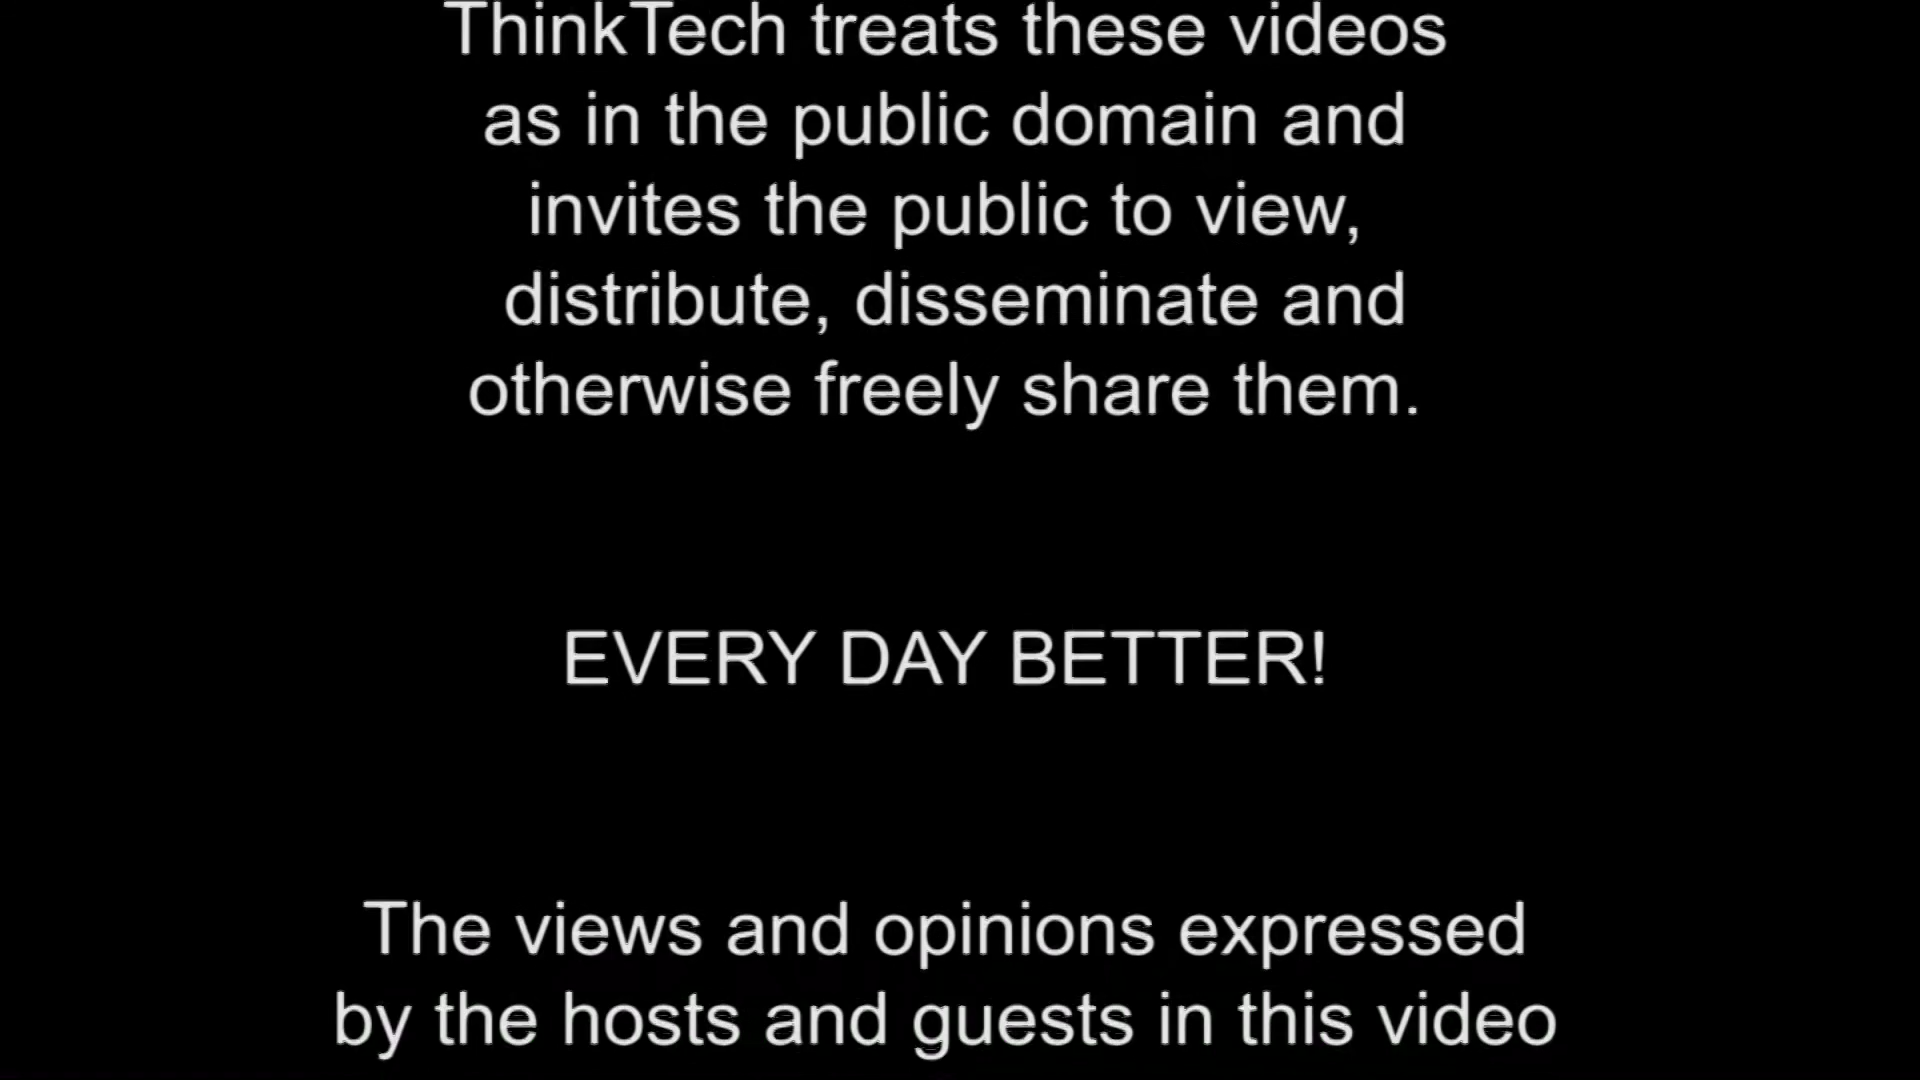 ThinkTech treats these videos
as in the public domain and
invites the public to view,
distribute, disseminate and
otherwise freely share them.
EVERY DAY BETTER!
The views and opinions expressed
by the hosts and guests in this video